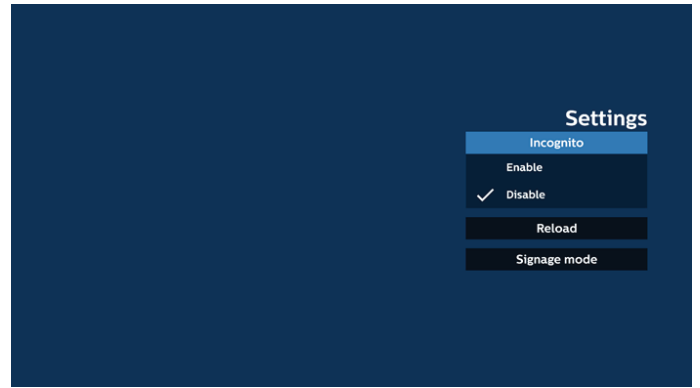 Settings
Incognito
Enable
Disable
Reload
Signage mode